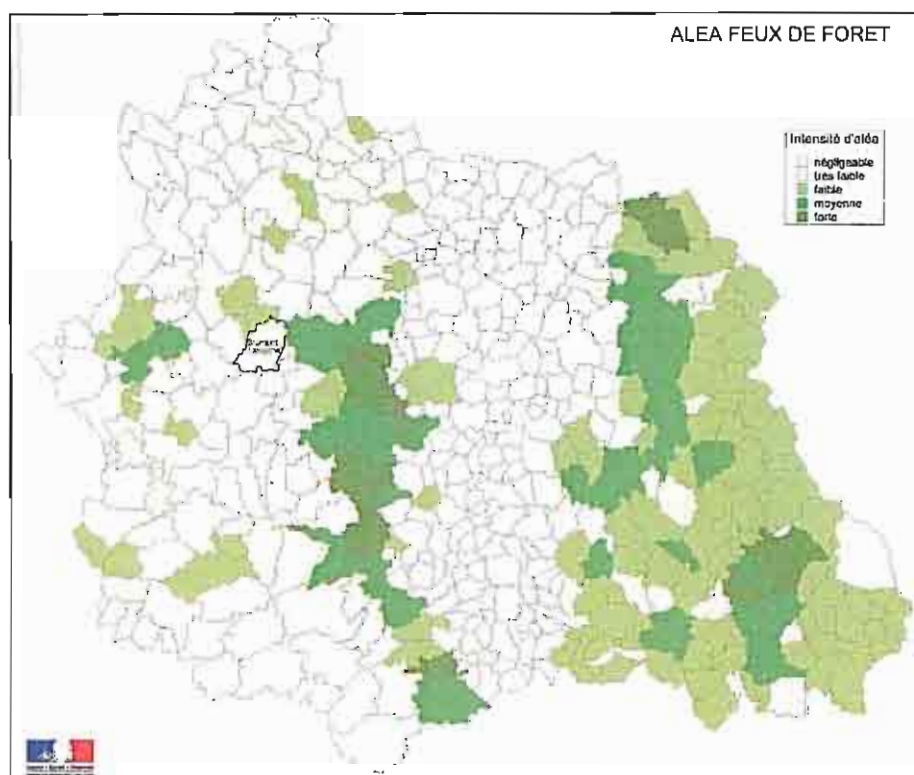 ALEA FEUX DE FORET
Intensité d'aléa
négligeable
très faible
faible
moyenne
forte